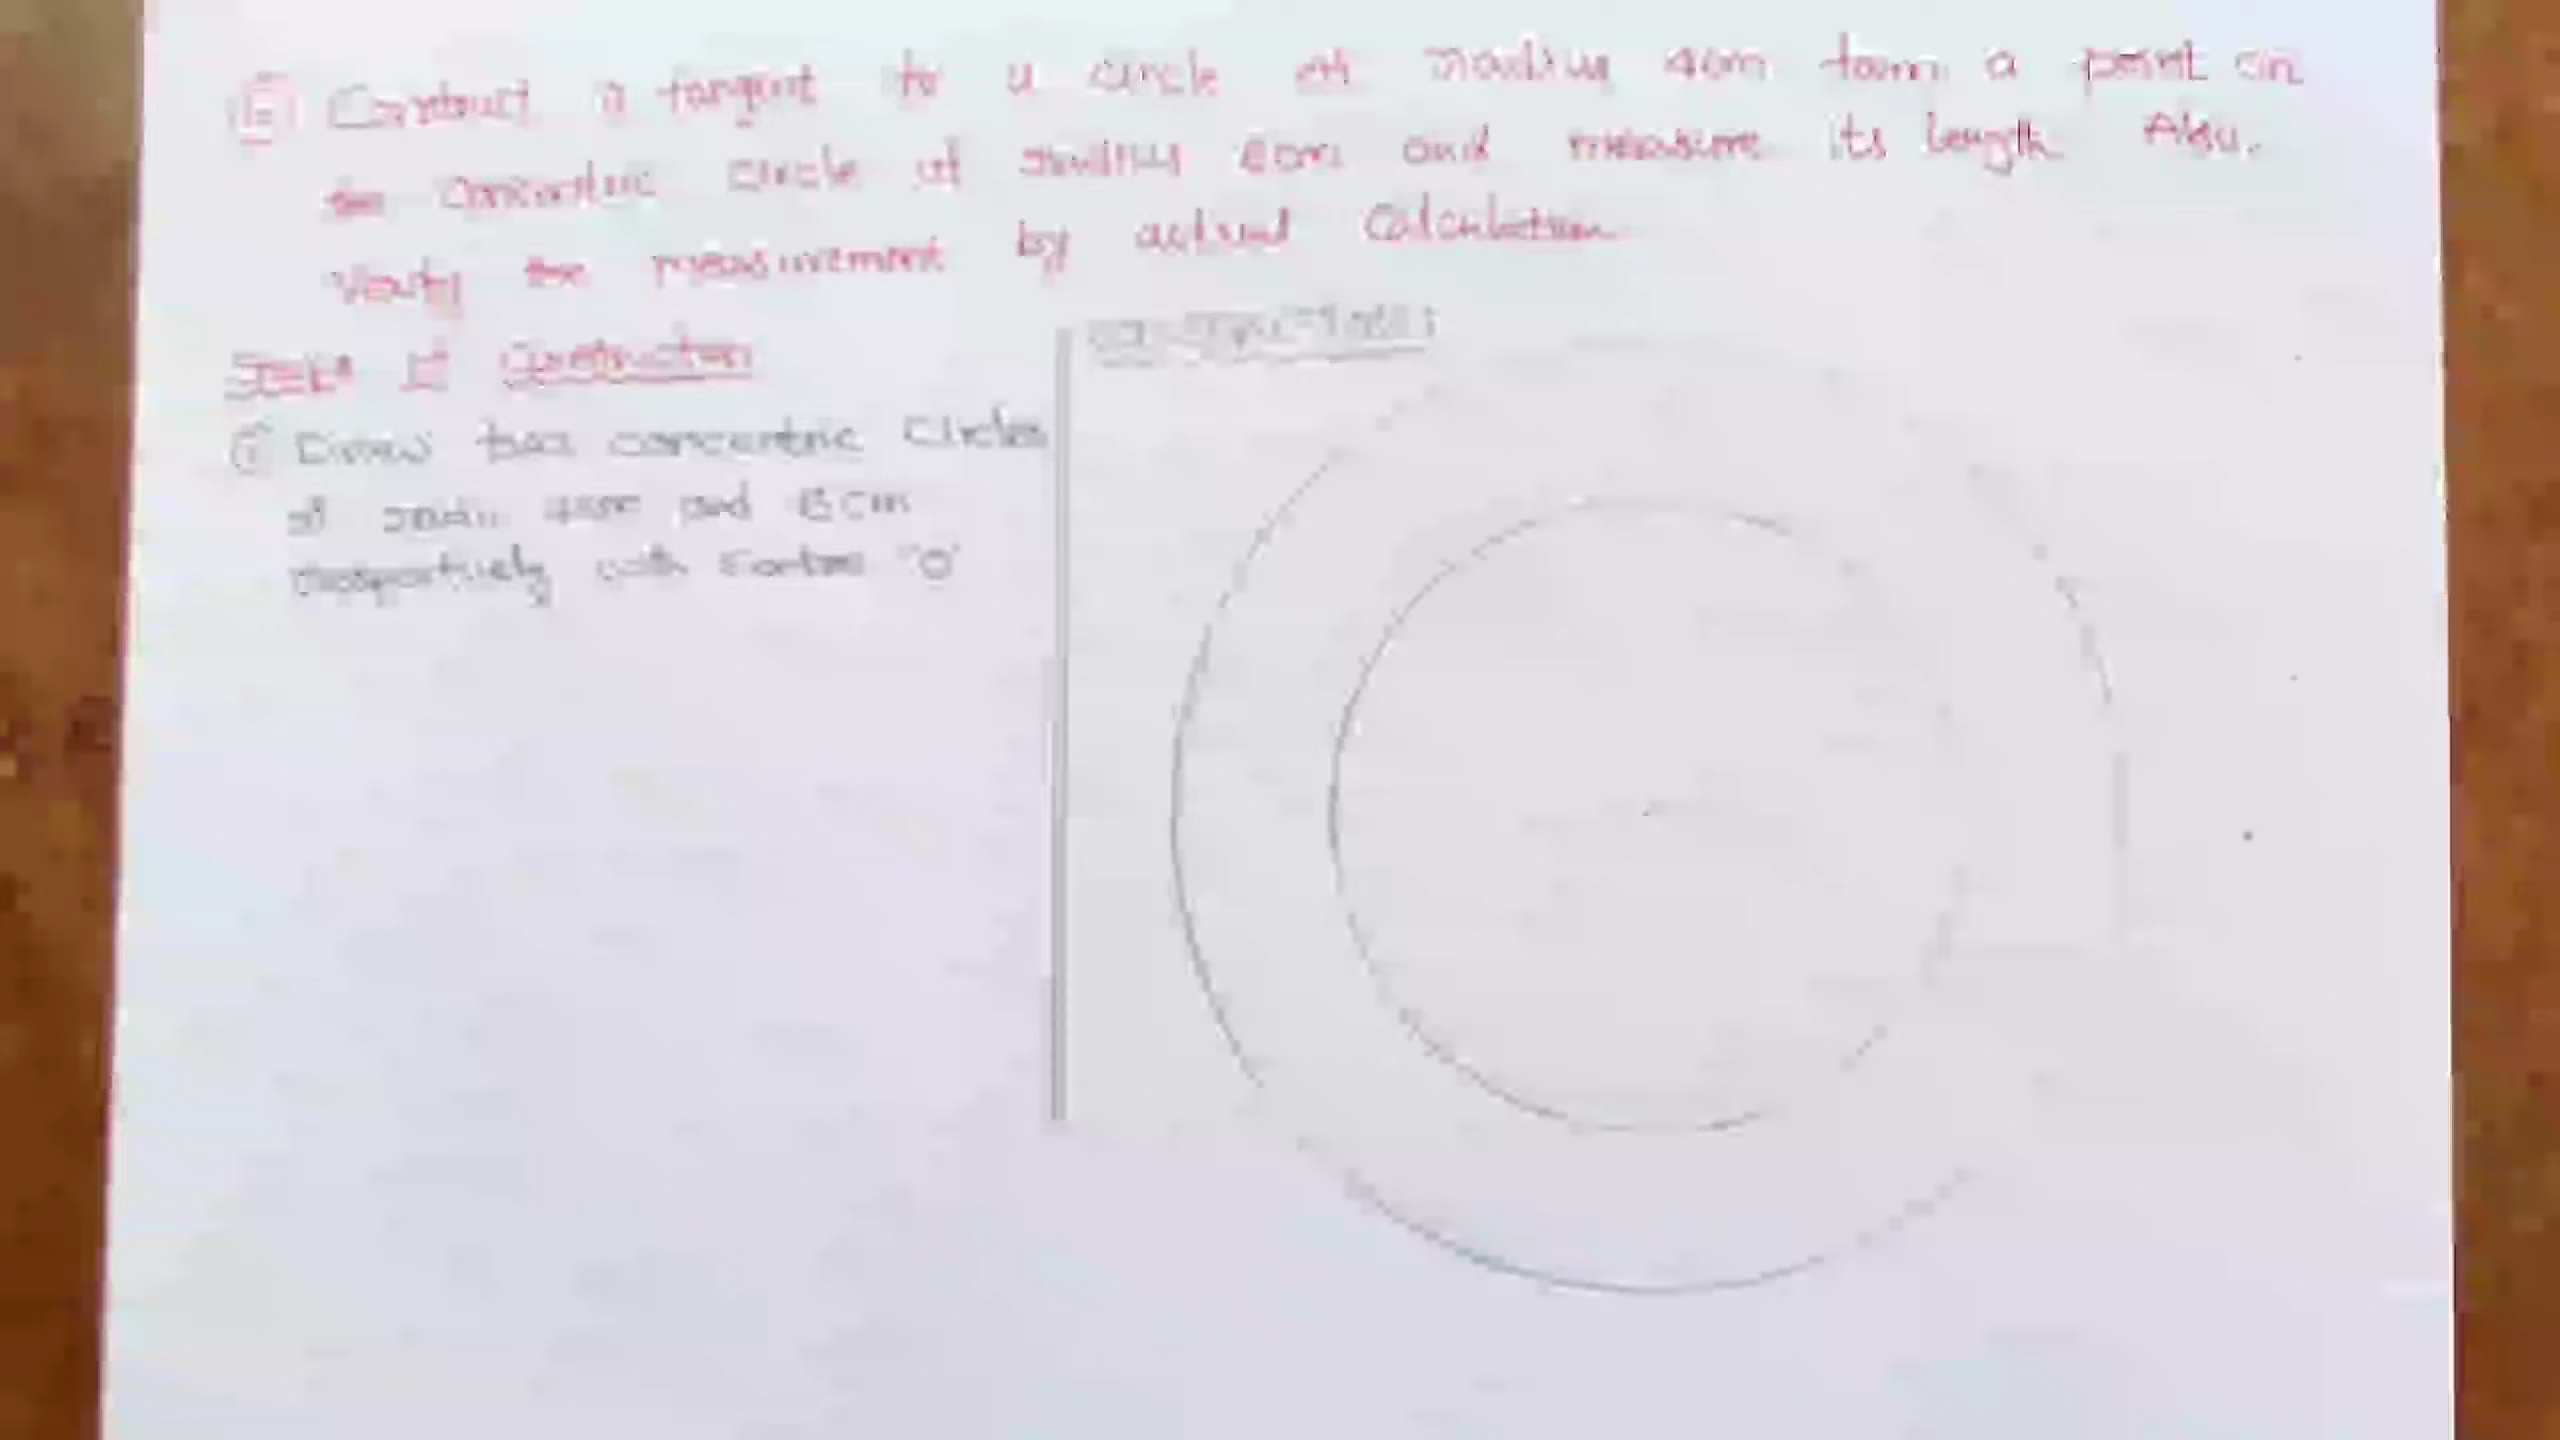 Construct a tangent to a circle of radius 4cm from a point on
the concentric circle of radius 6cm and measure its length Also.
Verify the measurement by actual Calculation
Steps of Construction
① Draw two concentric Circles
of radii 4cm and 6cm
respectively with Centre "O"